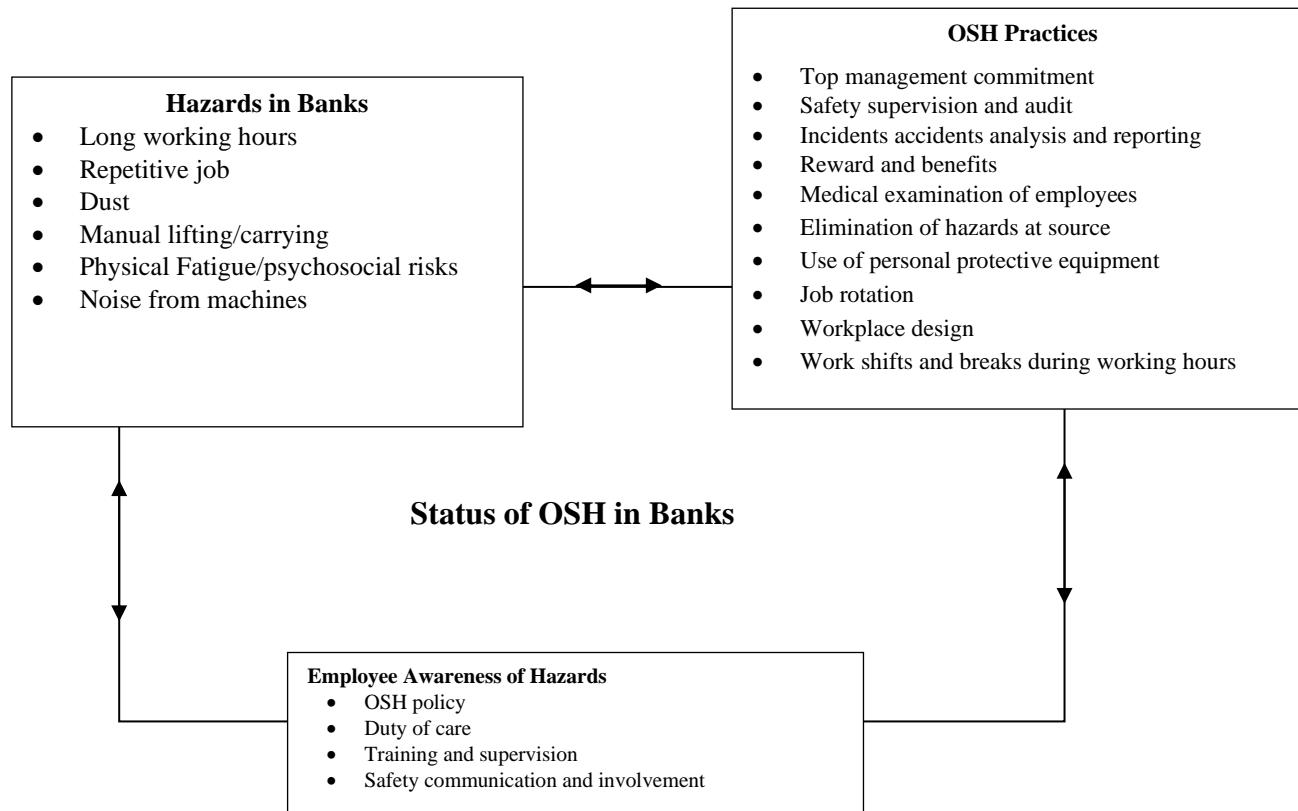 Hazards in Banks
• Long working hours
• Repetitive job
• Dust
• Manual lifting/carrying
• Physical Fatigue/psychosocial risks
• Noise from machines
OSH Practices
• Top management commitment
• Safety supervision and audit
• Incidents accidents analysis and reporting
• Reward and benefits
• Medical examination of employees
• Elimination of hazards at source
• Use of personal protective equipment
• Job rotation
• Workplace design
• Work shifts and breaks during working hours
Status of OSH in Banks
Employee Awareness of Hazards
• OSH policy
• Duty of care
• Training and supervision
• Safety communication and involvement